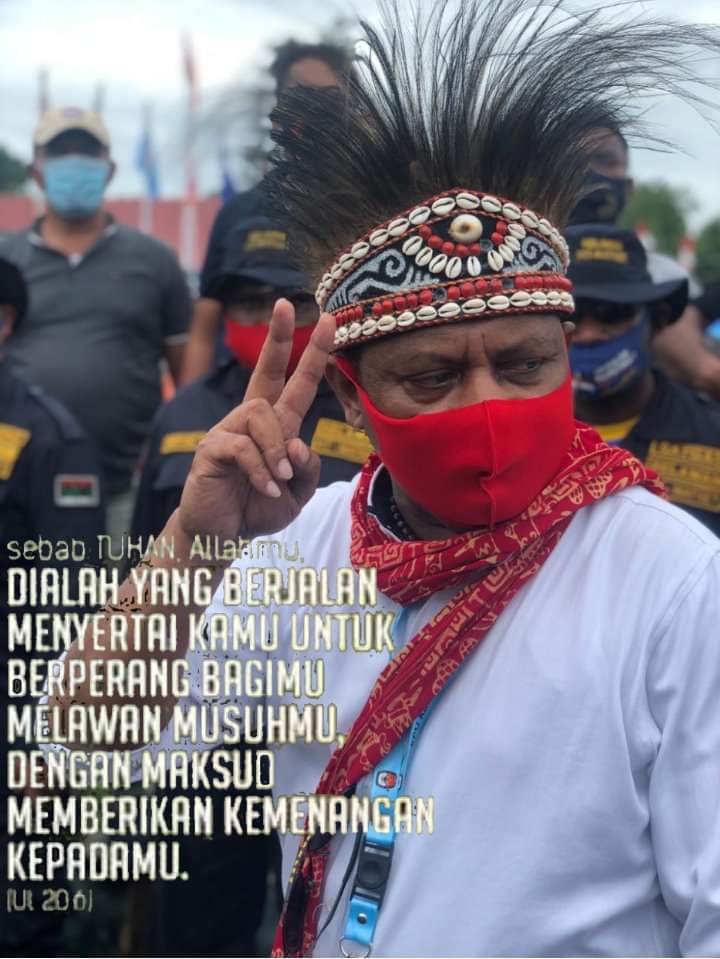 sebab TUHAN, Allahmu,
DIALAH YANG BERJALAN
MENYERTAI KAMU UNTUK
BERPERANG BAGIMU
MELAWAN MUSUHMU,
DENGAN MAKSUD
MEMBERIKAN KEMENANGAN
KEPADAMU.
(Ul 20:6)